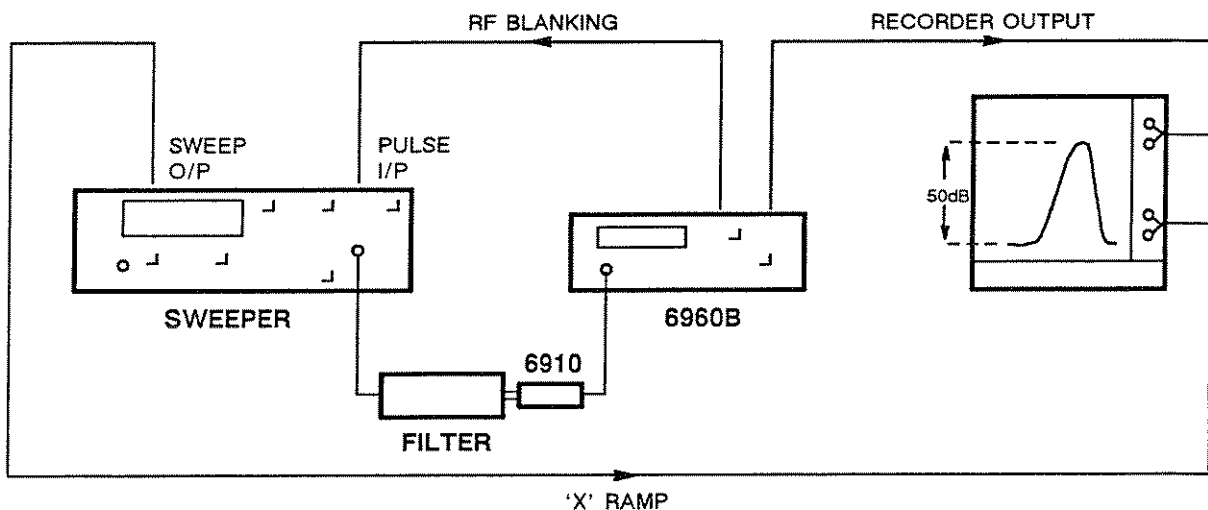 RF BLANKING
RECORDER OUTPUT
SWEEP
O/P
PULSE
I/P
50dB
SWEEPER
6960B
6910
FILTER
'X' RAMP